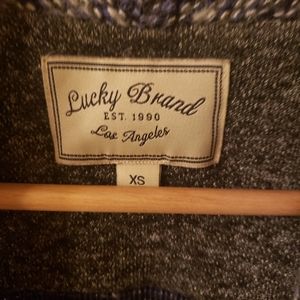 Lucky Brand
EST. 1990
Los Angeles
XS